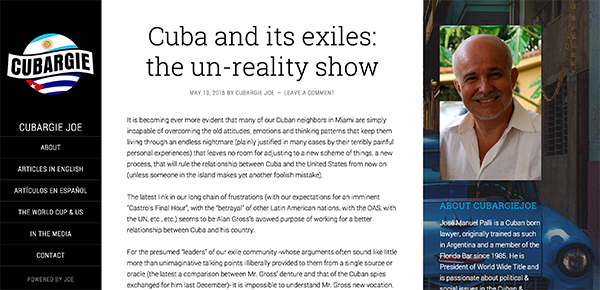 CUBARGIE
CUBARGIE JOE
ABOUT
ARTICLES IN ENGLISH
ARTÍCULOS EN ESPAÑOL
THE WORLD CUP & US
IN THE MEDIA
CONTACT
POWERED BY JOE
Cuba and its exiles:
the un-reality show
MAY 13, 2015 BY CUBARGIE JOE — LEAVE A COMMENT
It is becoming ever more evident that many of our Cuban neighbors in Miami are simply
incapable of overcoming the old attitudes, emotions and thinking patterns that keep them
living through an endless nightmare (plainly justified in many cases by their terribly painful
personal experiences) that leaves no room for adjusting to a new scheme of things, a new
process, that will rule the relationship between Cuba and the United States from now on
(unless someone in the island makes yet another foolish mistake).
The latest link in our long chain of frustrations (with our expectations for an imminent
“Castro's Final Hour”, with the “betrayal” of other Latin American nations, with the OAS, with
the UN, etc., etc.) seems to be Alan Gross's avowed purpose of working for a better
relationship between Cuba and his country.
For the presumed “leaders” of our exile community –whose arguments often sound like little
more than unimaginative talking points illiberally provided to them from a single source or
oracle (the latest a comparison between Mr. Gross' denture and that of the Cuban spies
exchanged for him last December)- it is impossible to understand Mr. Gross new vocation.
ABOUT CUBARGIEJOE
José Manuel Pallí is a Cuban born
lawyer, originally trained as such
in Argentina and a member of the
Florida Bar since 1985. He is
President of World Wide Title and
is passionate about political &
social issues in the Cuban &